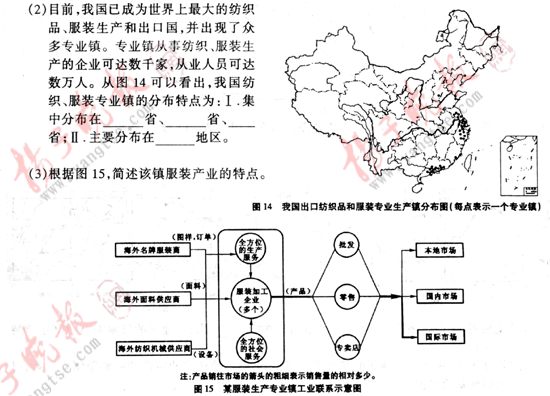 (2)目前,我国已成为世界上最大的纺织
品、服装生产和出口国,并出现了众
多专业镇。专业镇从事纺织、服装生
产的企业可达数千家,从业人员可达
数万人。从图14可以看出,我国纺
织、服装专业镇的分布特点为:Ⅰ.集
中分布在______省、______省、____
省;Ⅱ.主要分布在______地区。
(3)根据图15,简述该镇服装产业的特点。
图14 我国出口纺织品和服装专业生产镇分布图(每点表示一个专业镇)
海外名牌服装商
(图样,订单)
海外面料供应商
(面料)
海外纺织机械供应商
(设备)
全方位
的生产
服务
服装加工
企业
(多个)
全方位
的社会
服务
(产品)
批发
零售
专卖店
本地市场
国内市场
国际市场
注:产品销往市场的箭头的粗细表示销售量的相对多少。
图15 某服装生产专业镇工业联系示意图
扬子晚报